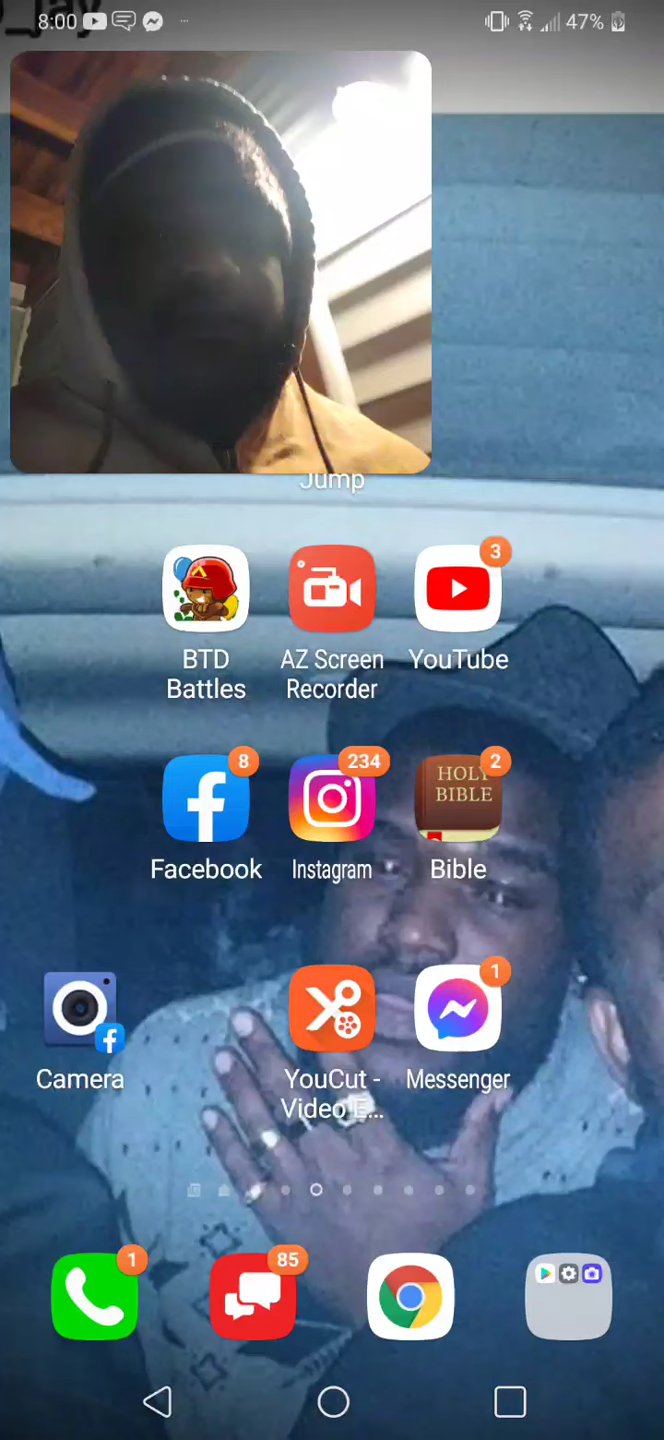 _jay
8:00
47%
Jump
3
BTD
Battles
AZ Screen
Recorder
YouTube
8
234
2
HOLY
BIBLE
Facebook
Instagram
Bible
1
Camera
YouCut -
Video E...
Messenger
1
85